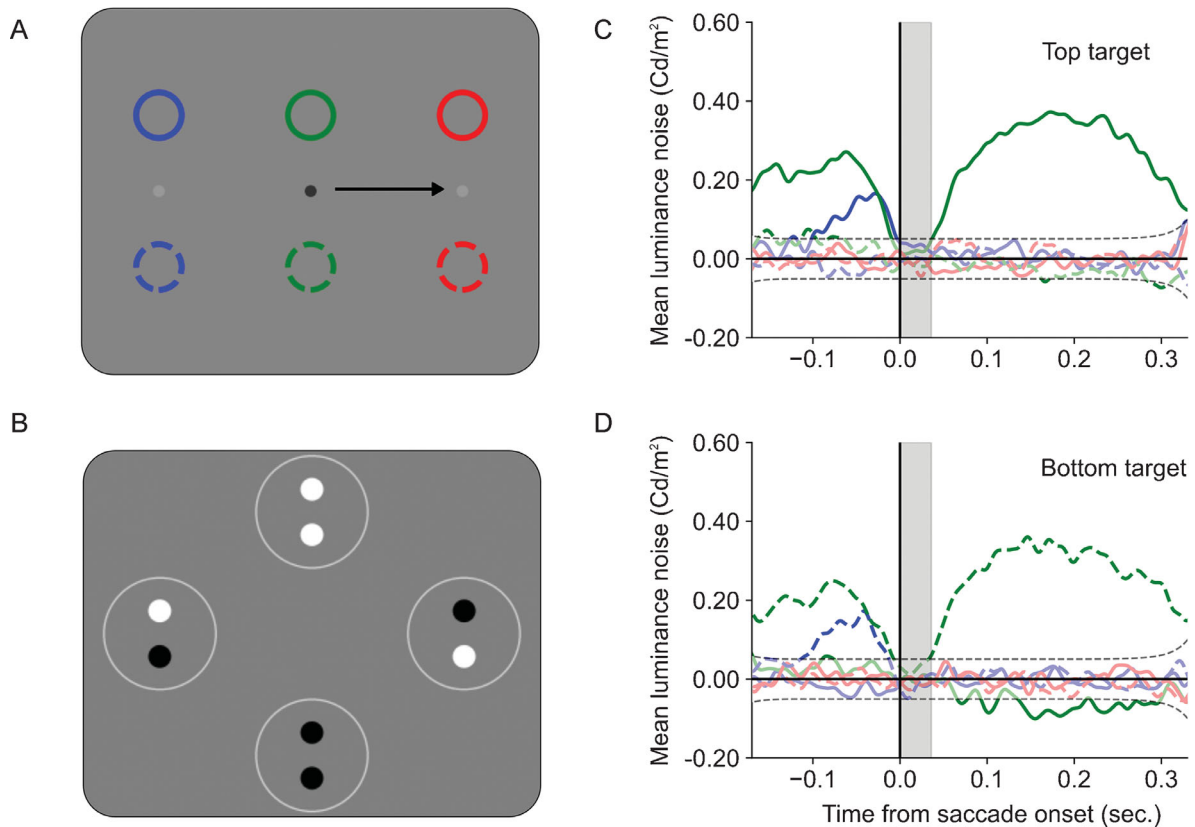 A
B
C
Mean luminance noise (Cd/m²)
0.60
0.40
0.20
0.00
-0.20
Top target
−0.1
0.0
0.1
0.2
0.3
D
Mean luminance noise (Cd/m²)
0.60
0.40
0.20
0.00
-0.20
Bottom target
−0.1
0.0
0.1
0.2
0.3
Time from saccade onset (sec.)